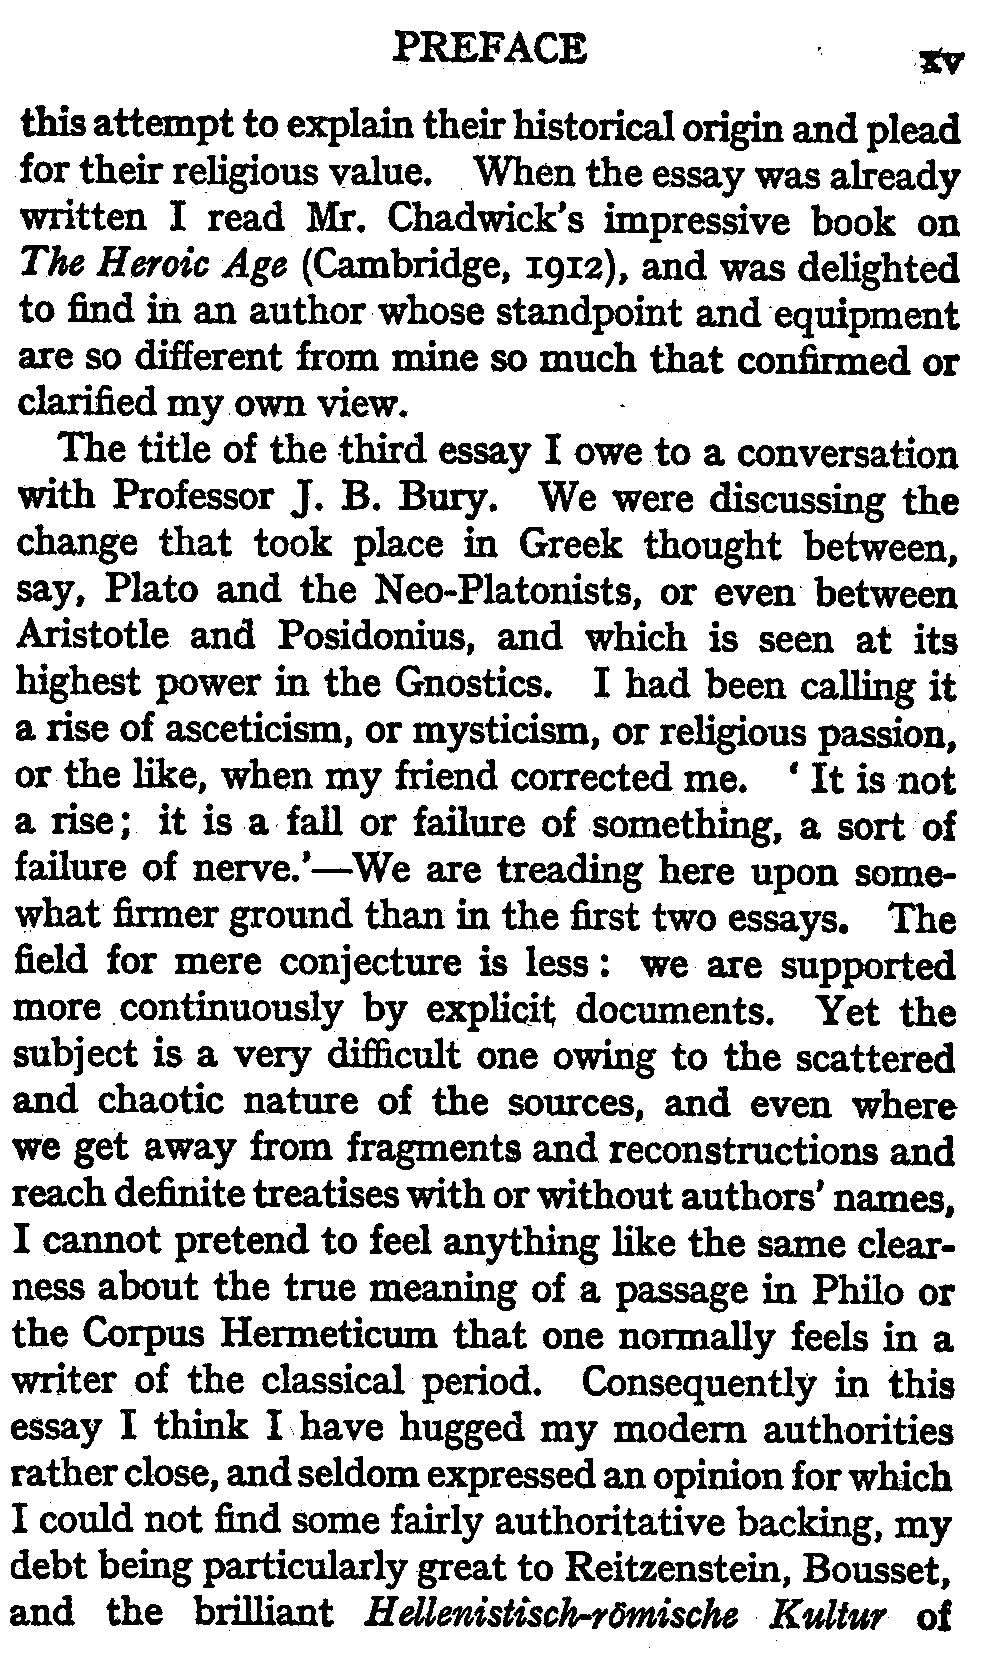 PREFACE xv
this attempt to explain their historical origin and plead
for their religious value. When the essay was already
written I read Mr. Chadwick's impressive book on
The Heroic Age (Cambridge, 1912), and was delighted
to find in an author whose standpoint and equipment
are so different from mine so much that confirmed or
clarified my own view.
The title of the third essay I owe to a conversation
with Professor J. B. Bury. We were discussing the
change that took place in Greek thought between,
say, Plato and the Neo-Platonists, or even between
Aristotle and Posidonius, and which is seen at its
highest power in the Gnostics. I had been calling it
a rise of asceticism, or mysticism, or religious passion,
or the like, when my friend corrected me. ‘ It is not
a rise; it is a fall or failure of something, a sort of
failure of nerve.’—We are treading here upon some-
what firmer ground than in the first two essays. The
field for mere conjecture is less : we are supported
more continuously by explicit documents. Yet the
subject is a very difficult one owing to the scattered
and chaotic nature of the sources, and even where
we get away from fragments and reconstructions and
reach definite treatises with or without authors' names,
I cannot pretend to feel anything like the same clear-
ness about the true meaning of a passage in Philo or
the Corpus Hermeticum that one normally feels in a
writer of the classical period. Consequently in this
essay I think I have hugged my modern authorities
rather close, and seldom expressed an opinion for which
I could not find some fairly authoritative backing, my
debt being particularly great to Reitzenstein, Bousset,
and the brilliant Hellenistisch-römische Kultur of